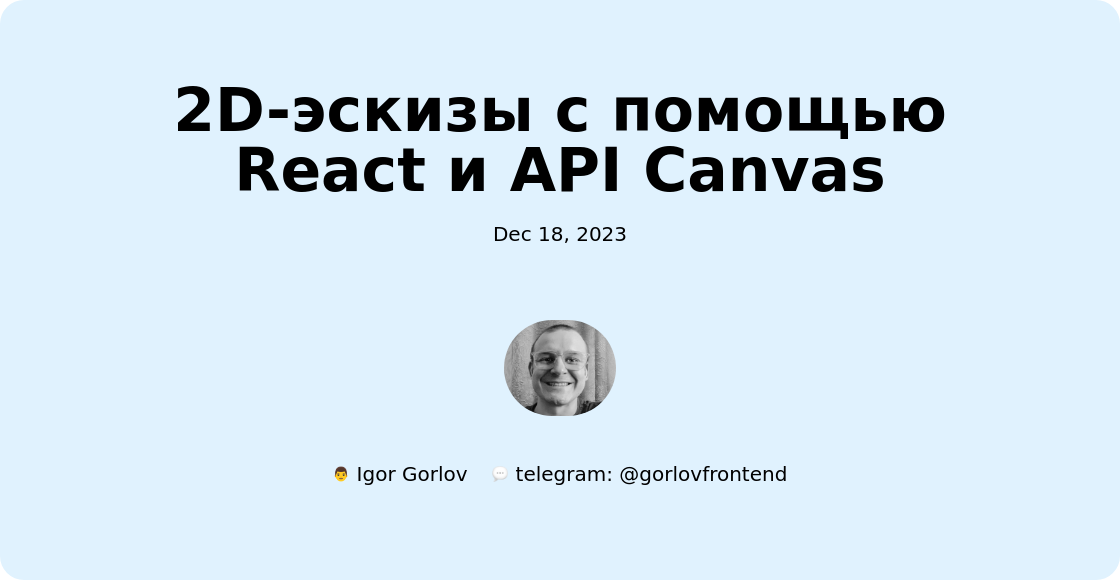 2D-эскизы с помощью
React и API Canvas
Dec 18, 2023
👨 Igor Gorlov 💬 telegram: @gorlovfrontend